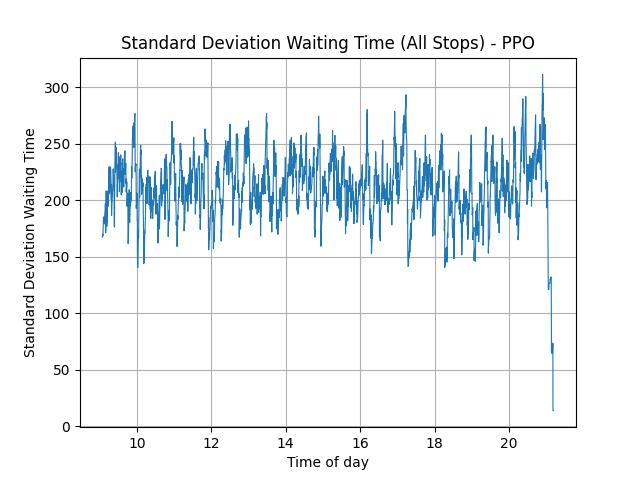 Standard Deviation Waiting Time (All Stops) - PPO
Standard Deviation Waiting Time
300
250
200
150
100
50
0
10 12 14 16 18 20
Time of day